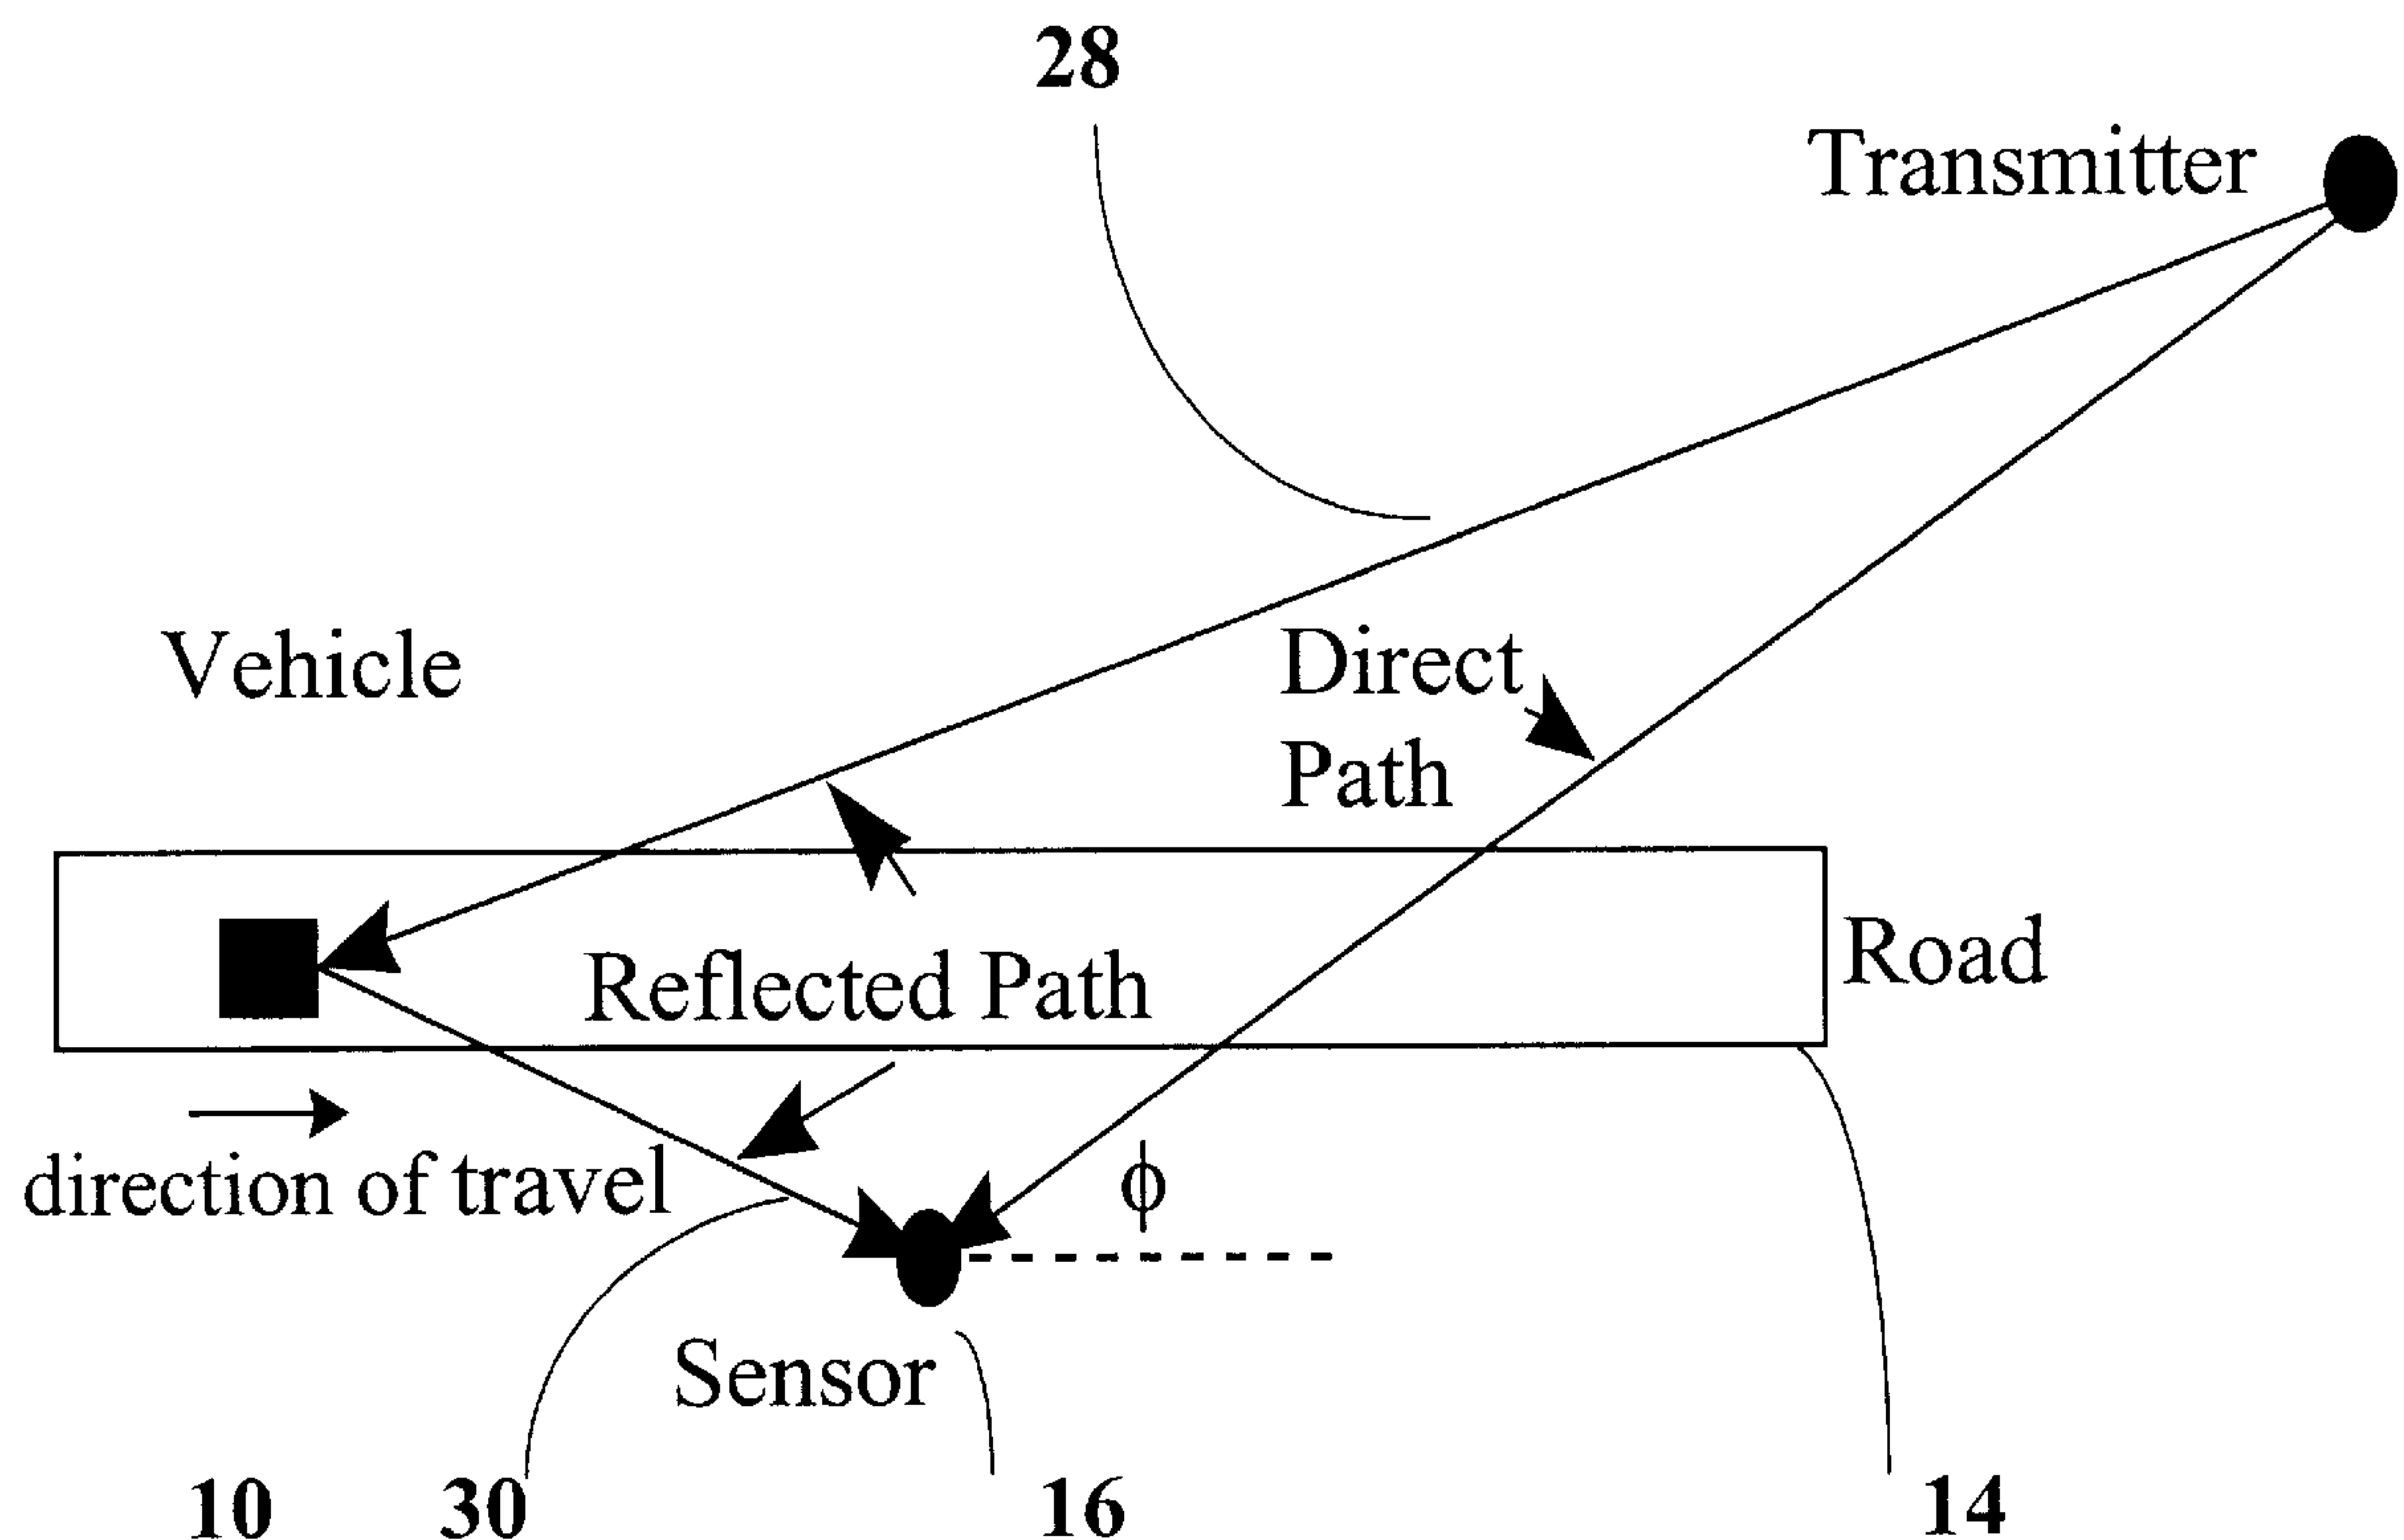 28
Transmitter
Vehicle
Direct
Path
Road
Reflected Path
direction of travel
ϕ
Sensor
10
30
16
14